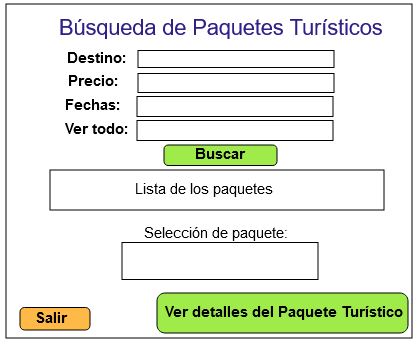 Búsqueda de Paquetes Turísticos
Destino:
Precio:
Fechas:
Ver todo:
Buscar
Lista de los paquetes
Selección de paquete:
Salir
Ver detalles del Paquete Turístico